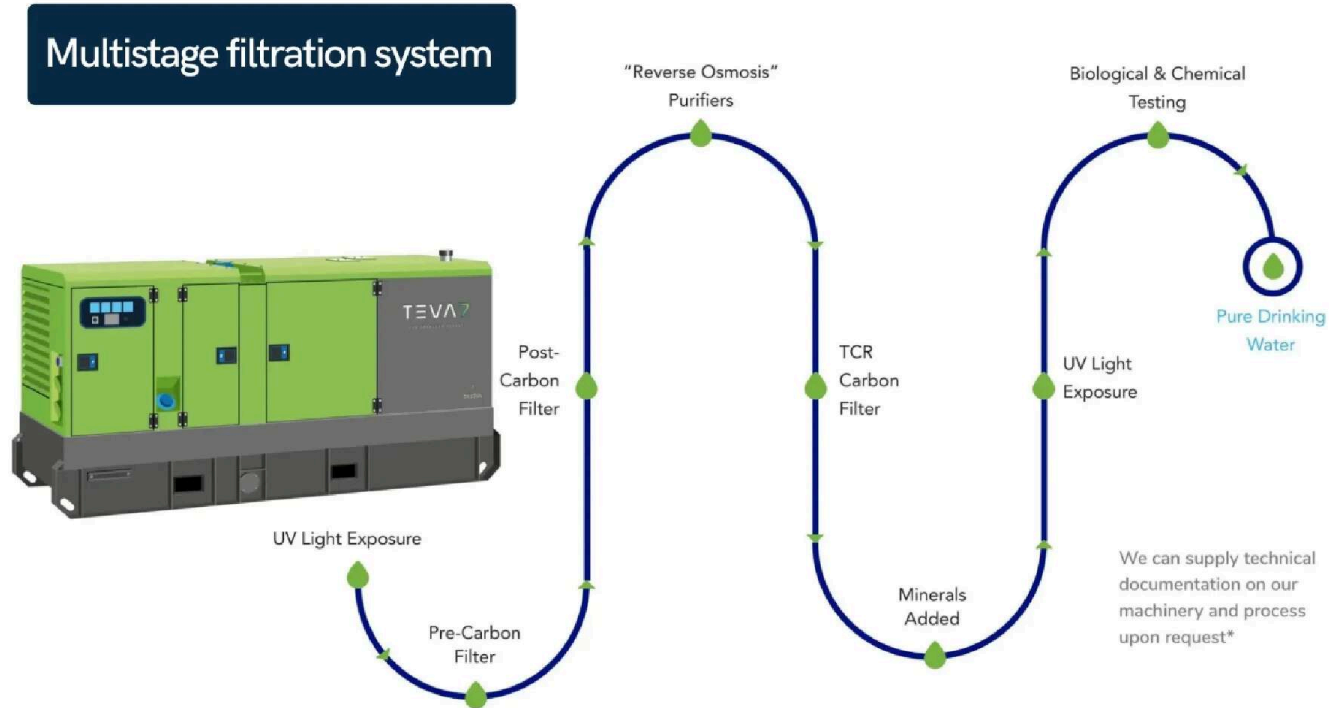 Multistage filtration system
"Reverse Osmosis"
Purifiers
Biological & Chemical
Testing
TEVA7
Pure Drinking
Water
Post-
Carbon
Filter
TCR
Carbon
Filter
UV Light
Exposure
UV Light Exposure
Pre-Carbon
Filter
Minerals
Added
We can supply technical
documentation on our
machinery and process
upon request*